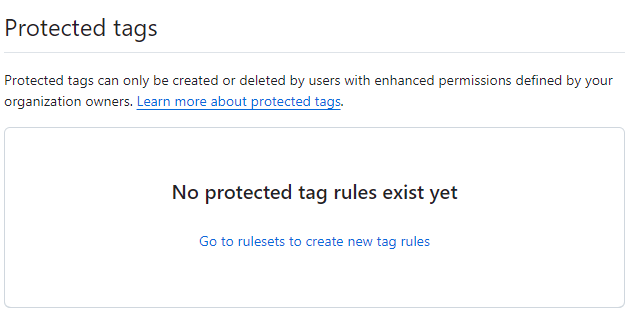 Protected tags
Protected tags can only be created or deleted by users with enhanced permissions defined by your
organization owners. Learn more about protected tags.
No protected tag rules exist yet
Go to rulesets to create new tag rules